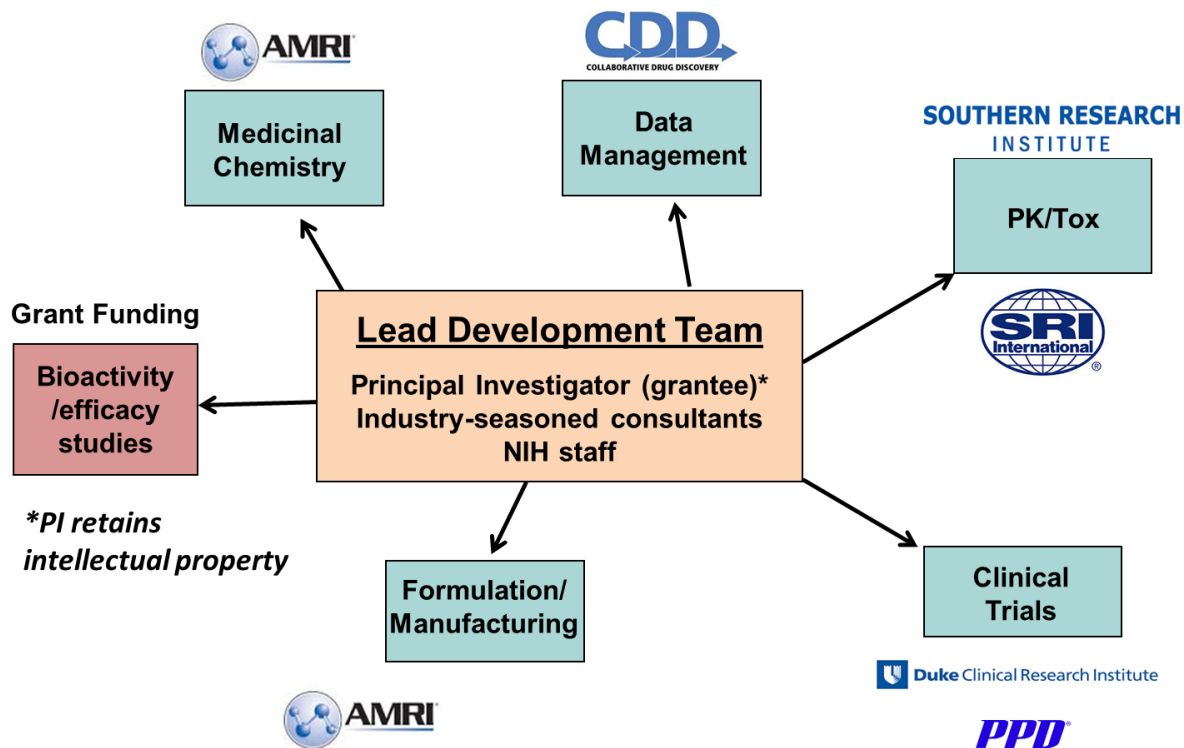 AMRI
Medicinal
Chemistry
CDD
COLLABORATIVE DRUG DISCOVERY
Data
Management
SOUTHERN RESEARCH
INSTITUTE
PK/Tox
SRI
International
®
Grant Funding
Bioactivity
/efficacy
studies
Lead Development Team
Principal Investigator (grantee)*
Industry-seasoned consultants
NIH staff
*PI retains
intellectual property
Formulation/
Manufacturing
AMRI
Clinical
Trials
Duke Clinical Research Institute
PPD®